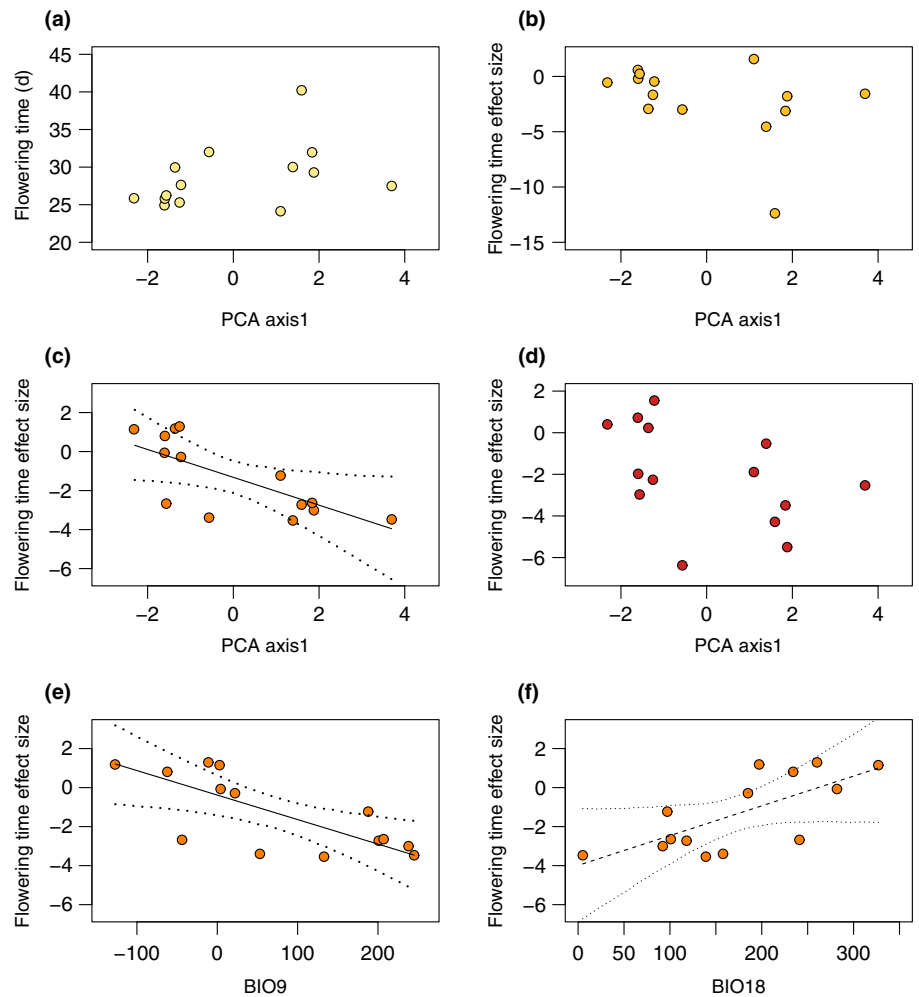 (a)
Flowering time (d)
45
40
35
30
25
20
−2 0 2 4
PCA axis1
(b)
Flowering time effect size
0
−5
−10
−15
−2 0 2 4
PCA axis1
(c)
Flowering time effect size
2
0
−2
−4
−6
−2 0 2 4
PCA axis1
(d)
Flowering time effect size
2
0
−2
−4
−6
−2 0 2 4
PCA axis1
(e)
Flowering time effect size
2
0
−2
−4
−6
−100 0 100 200
BIO9
(f)
Flowering time effect size
2
0
−2
−4
−6
0 50 100 200 300
BIO18